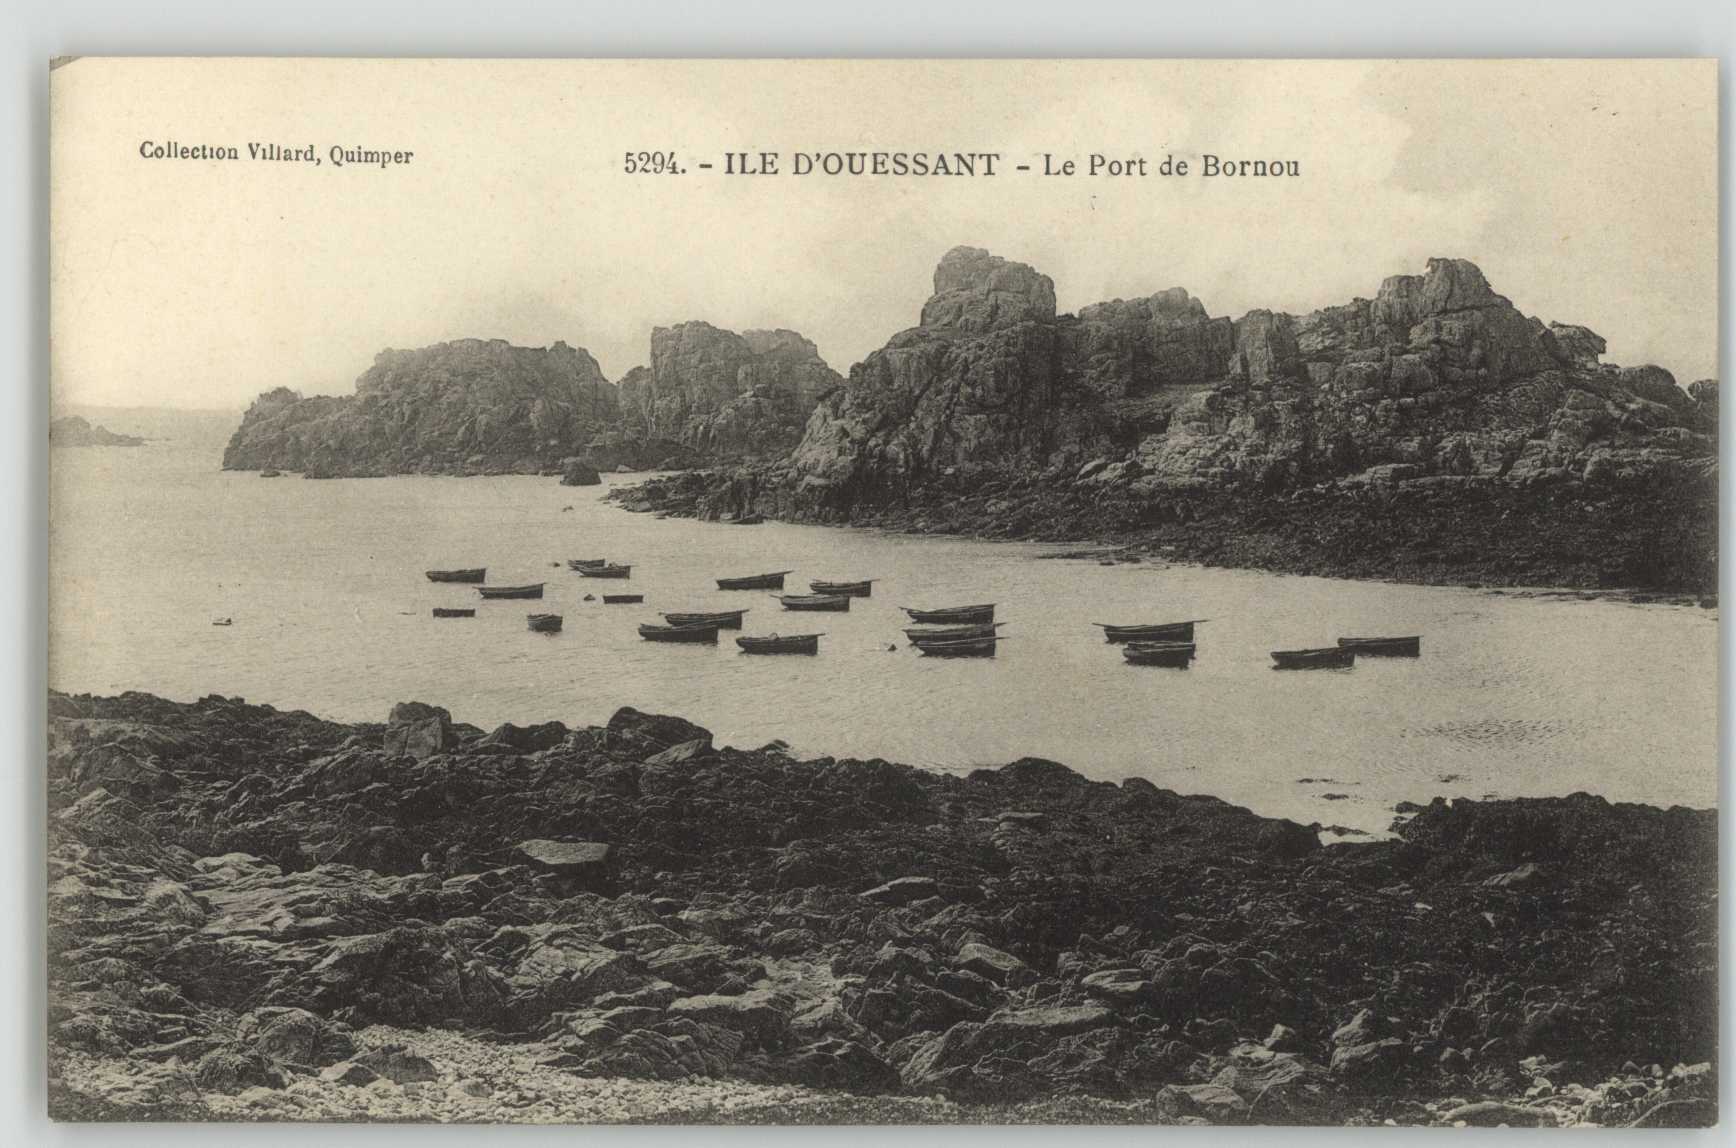 Collection Villard, Quimper
5294. - ILE D'OUESSANT - Le Port de Bornou